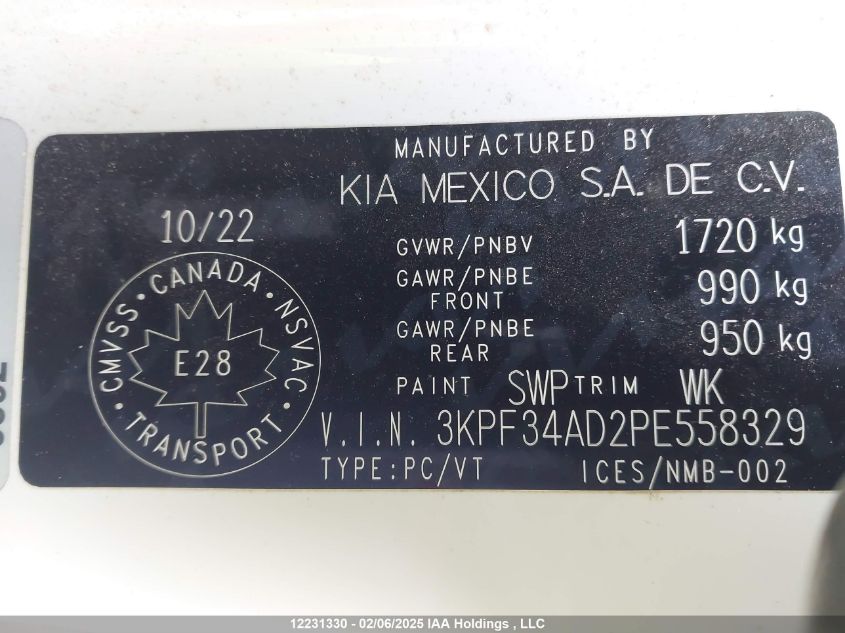 MANUFACTURED BY
KIA MEXICO S.A. DE C.V.
10/22
GVWR/PNBV 1720 kg
GAWR/PNBE FRONT 990 kg
GAWR/PNBE REAR 950 kg
CMVSS · CANADA · NSVAC · TRANSPORT ·
E28
PAINT SWP TRIM WK
V.I.N. 3KPF34AD2PE558329
TYPE:PC/VT ICES/NMB-002
12231330 - 02/06/2025 IAA Holdings , LLC